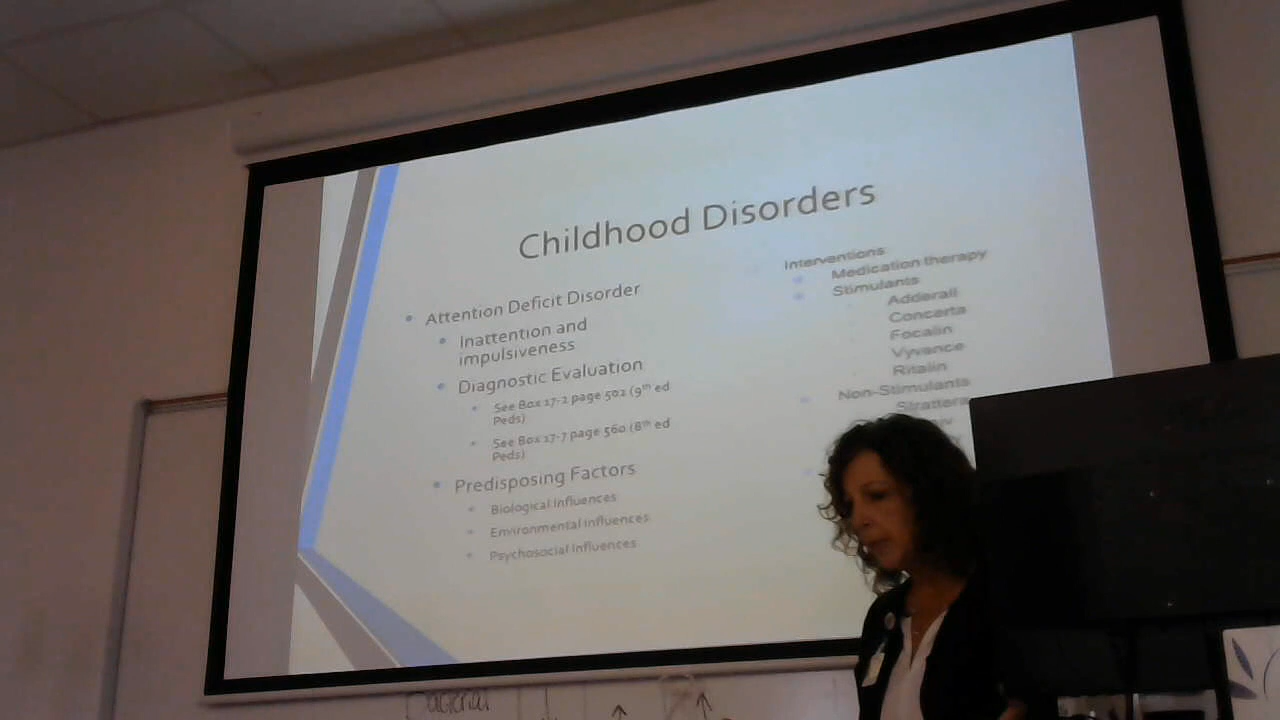 Childhood Disorders
Attention Deficit Disorder
Inattention and
impulsiveness
Diagnostic Evaluation
See Box 17-2 page 502 (9th ed
Peds)
See Box 17-7 page 560 (8th ed
Peds)
Predisposing Factors
Biological Influences
Environmental Influences
Psychosocial Influences
Interventions
Medication therapy
Stimulants
Adderall
Concerta
Focalin
Vyvance
Ritalin
Non-Stimulants
Strattera